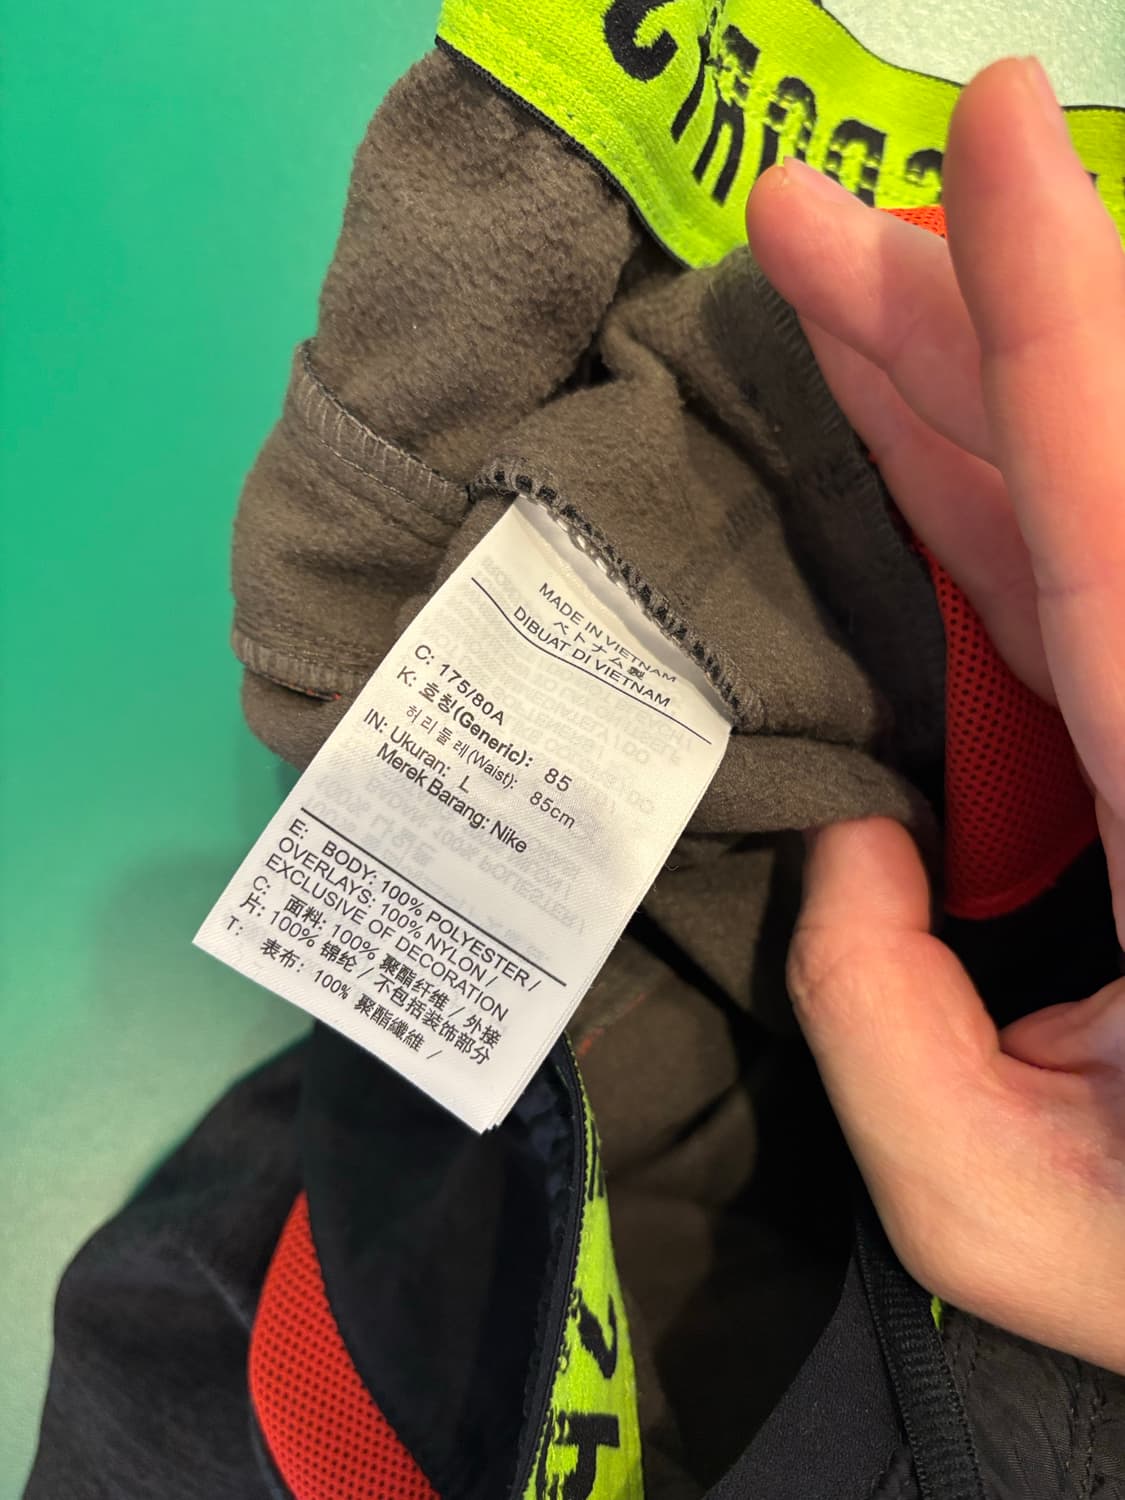 MADE IN VIETNAM
ベトナム製
DIBUAT DI VIETNAM
C: 175/80A
K: 호칭(Generic): 85
허리둘레(Waist): 85cm
IN: Ukuran: L
Merek Barang: Nike
E: BODY: 100% POLYESTER /
OVERLAYS: 100% NYLON /
EXCLUSIVE OF DECORATION
C: 面料: 100% 聚酯纤维 / 外接
片: 100% 锦纶 / 不包括装饰部分
T: 表布: 100% 聚酯纖維 /